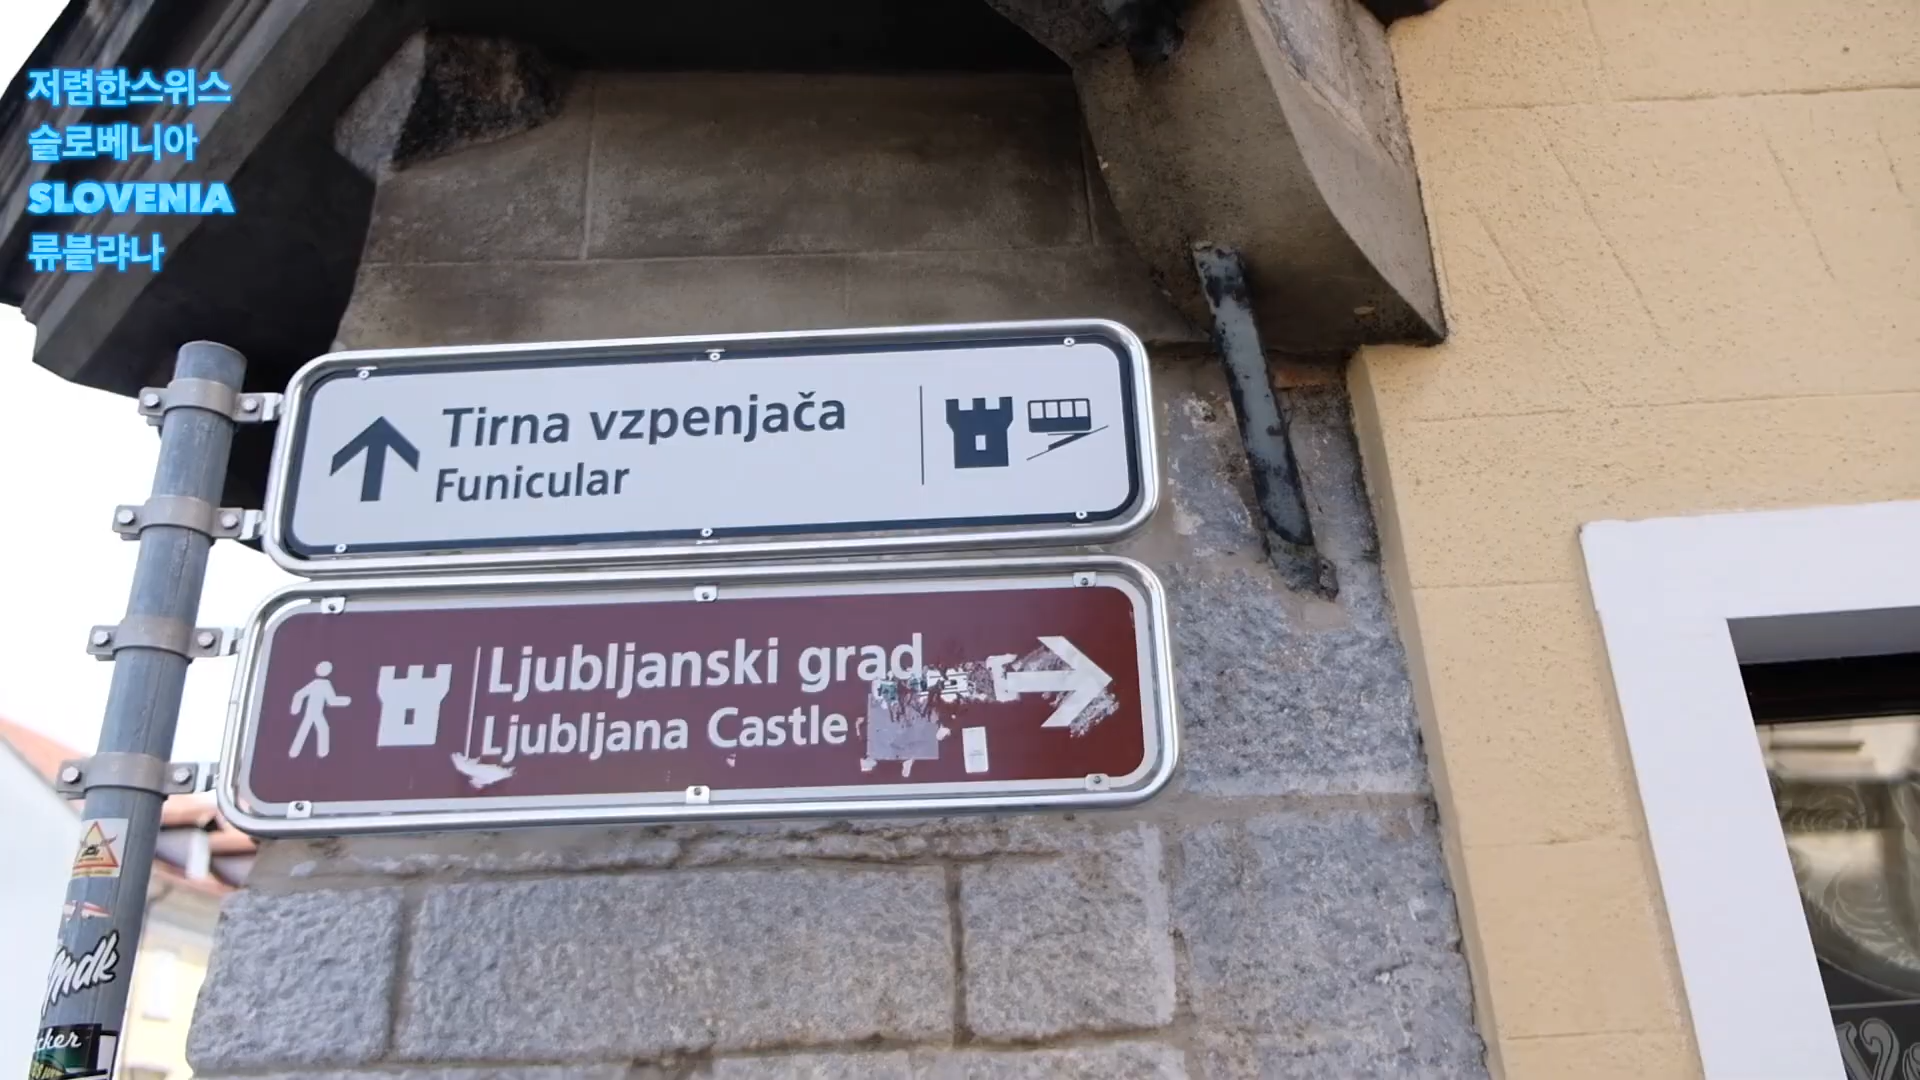 저렴한스위스
슬로베니아
SLOVENIA
류블랴나
Tirna vzpenjača
Funicular
Ljubljanski grad
Ljubljana Castle
mdk